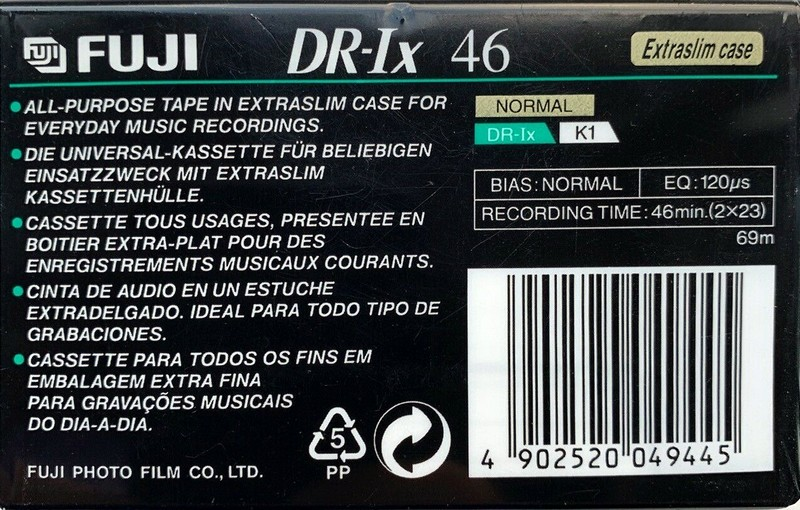 FUJI FUJI DR-Ix 46 Extraslim case
• ALL-PURPOSE TAPE IN EXTRASLIM CASE FOR
EVERYDAY MUSIC RECORDINGS.
• DIE UNIVERSAL-KASSETTE FÜR BELIEBIGEN
EINSATZZWECK MIT EXTRASLIM
KASSETTENHÜLLE.
• CASSETTE TOUS USAGES, PRESENTEE EN
BOITIER EXTRA-PLAT POUR DES
ENREGISTREMENTS MUSICAUX COURANTS.
• CINTA DE AUDIO EN UN ESTUCHE
EXTRADELGADO. IDEAL PARA TODO TIPO DE
GRABACIONES.
• CASSETTE PARA TODOS OS FINS EM
EMBALAGEM EXTRA FINA
PARA GRAVAÇÕES MUSICAIS
DO DIA-A-DIA.
FUJI PHOTO FILM CO., LTD.
5
PP
NORMAL
DR-Ix K1
BIAS: NORMAL EQ: 120µs
RECORDING TIME: 46min. (2×23)
69m
4 902520 049445